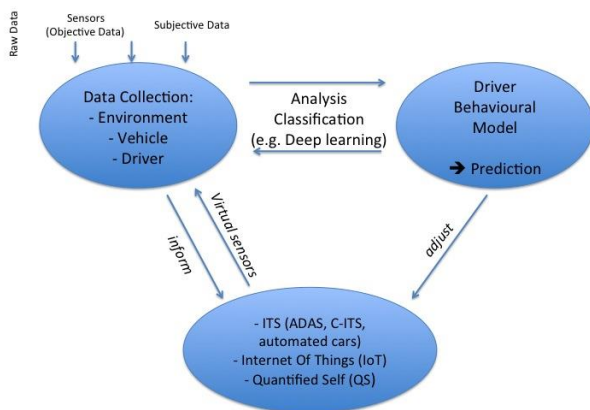 Raw Data
Sensors
(Objective Data)
Subjective Data
Data Collection:
- Environment
- Vehicle
- Driver
Analysis
Classification
(e.g. Deep learning)
Driver
Behavioural
Model
➔ Prediction
inform
Virtual sensors
adjust
- ITS (ADAS, C-ITS,
automated cars)
- Internet Of Things (IoT)
- Quantified Self (QS)